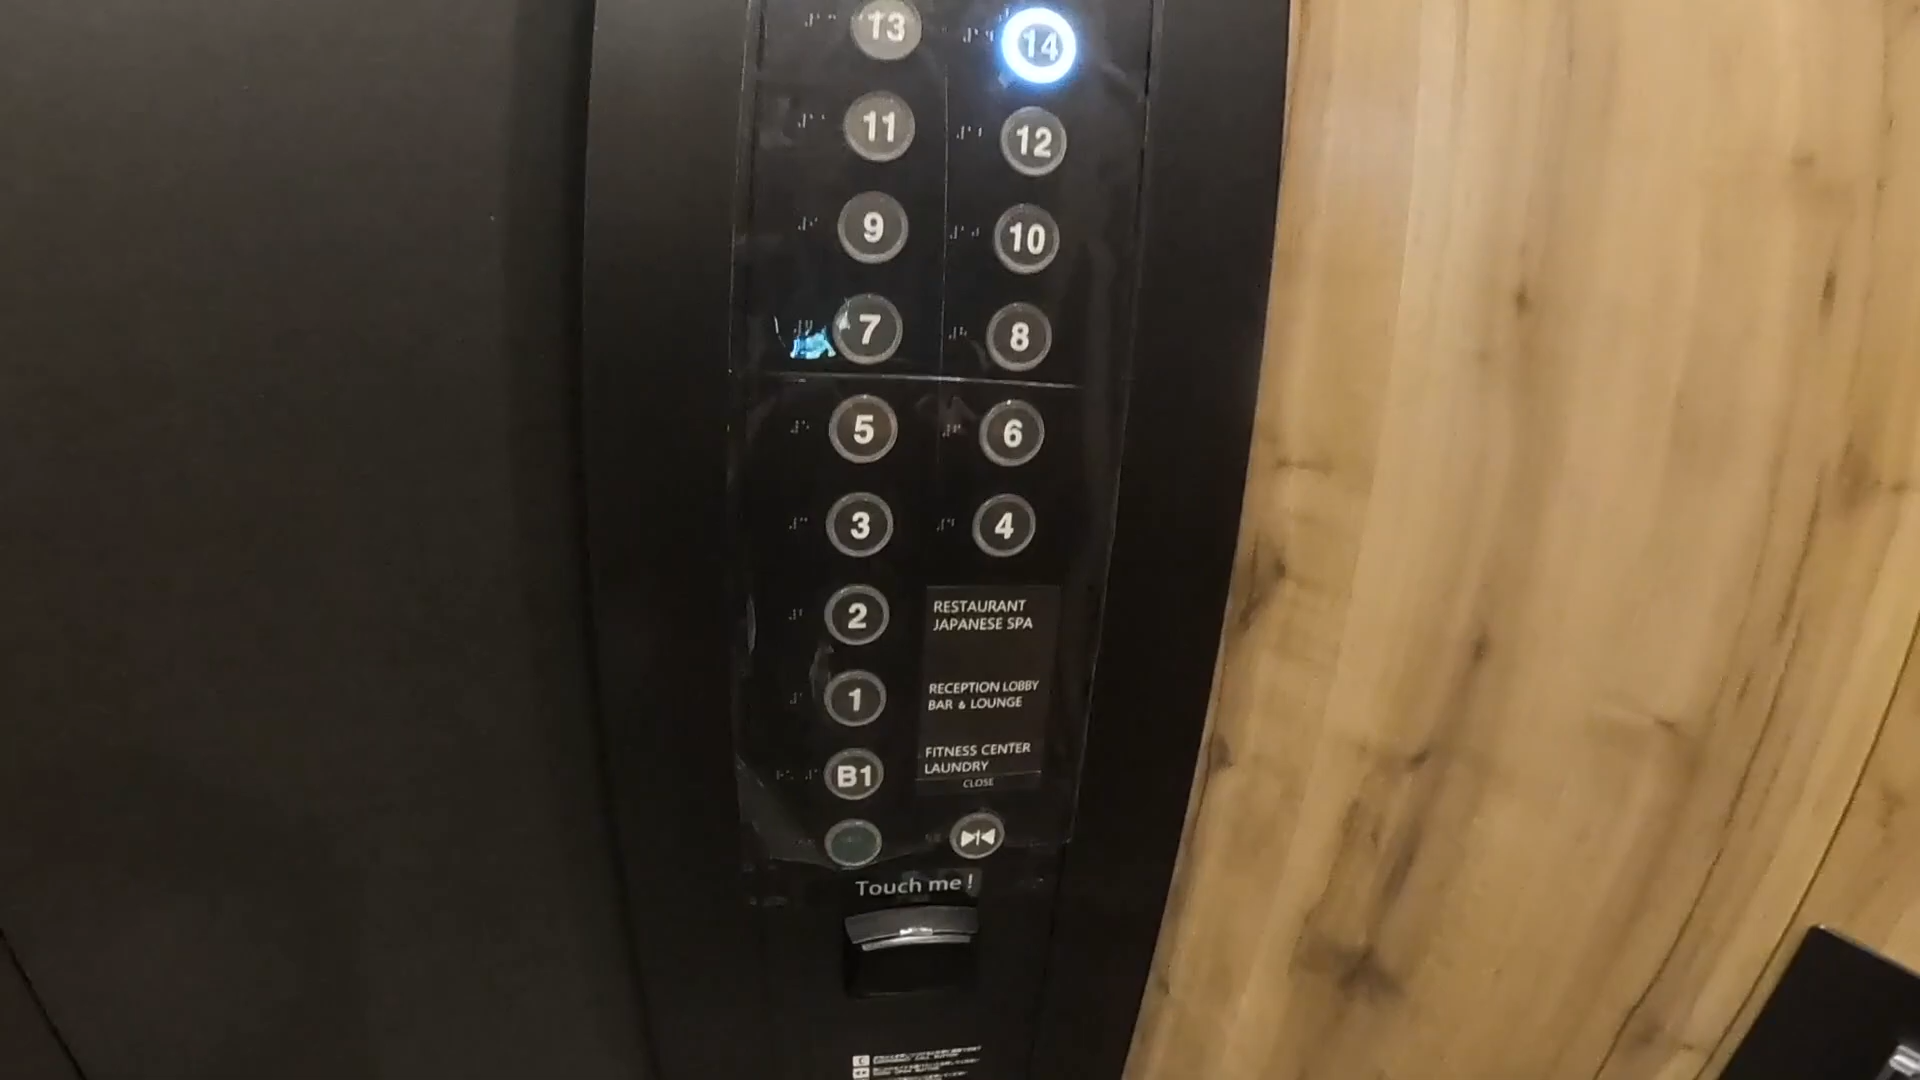 13
14
11
12
9
10
7
8
5
6
3
4
2
RESTAURANT
JAPANESE SPA
1
RECEPTION LOBBY
BAR & LOUNGE
B1
FITNESS CENTER
LAUNDRY
CLOSE
Touch me!